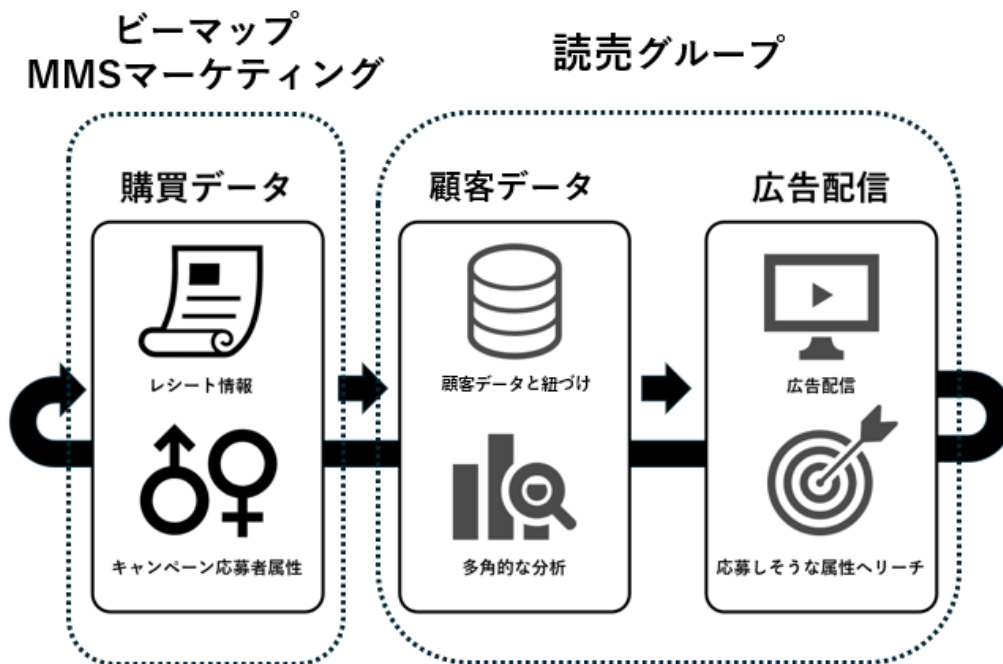 ビーマップ
MMSマーケティング
読売グループ
購買データ
顧客データ
広告配信
レシート情報
顧客データと紐づけ
広告配信
キャンペーン応募者属性
多角的な分析
応募しそうな属性へリーチ